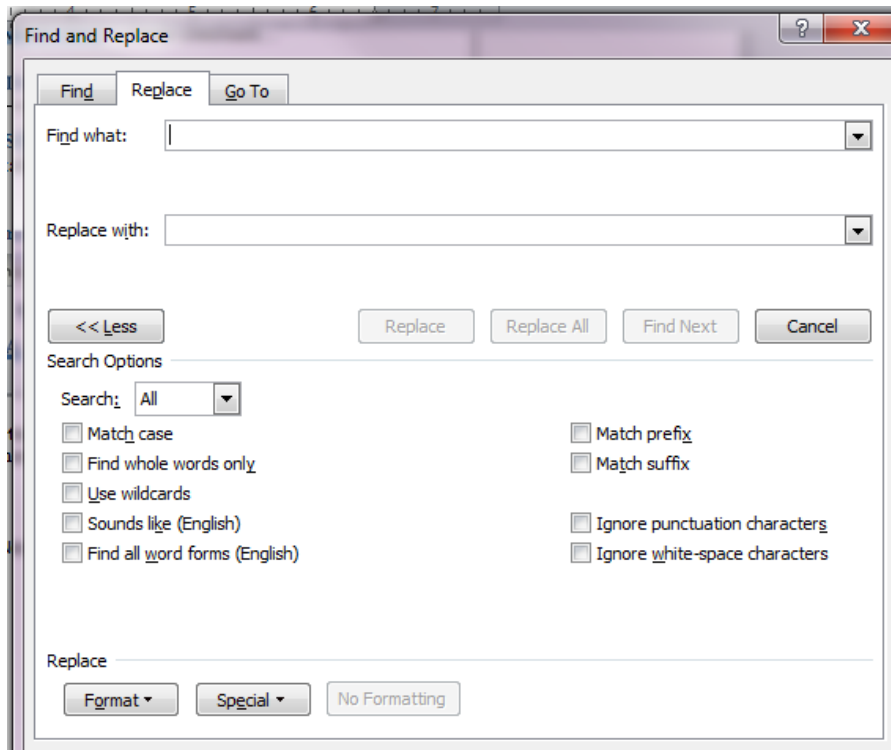 Find and Replace
Find Replace Go To
Find what:
Replace with:
<< Less Replace Replace All Find Next Cancel
Search Options
Search: All
Match case Match prefix
Find whole words only Match suffix
Use wildcards
Sounds like (English) Ignore punctuation characters
Find all word forms (English) Ignore white-space characters
Replace
Format Special No Formatting